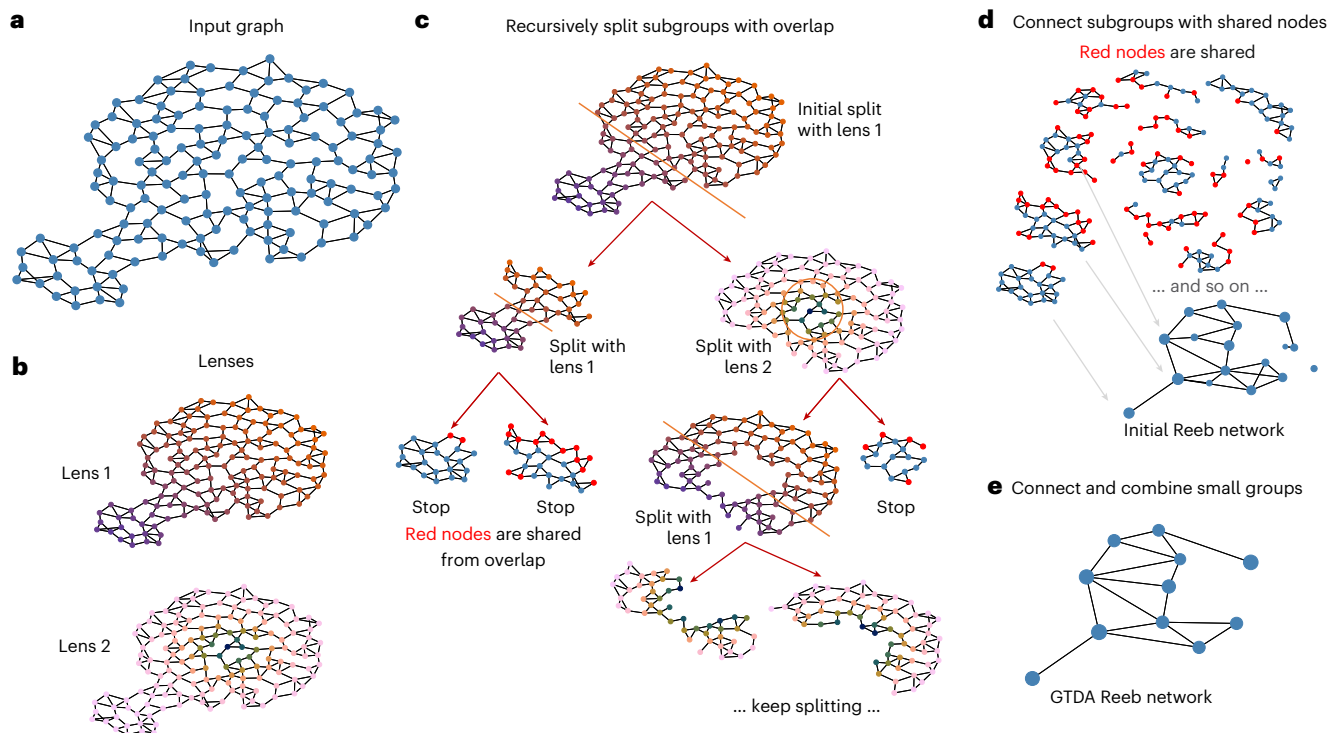 a
Input graph
b
Lenses
Lens 1
Lens 2
c
Recursively split subgroups with overlap
Initial split
with lens 1
Split with
lens 1
Split with
lens 2
Stop
Stop
Red nodes are shared
from overlap
Split with
lens 1
Stop
... keep splitting ...
d
Connect subgroups with shared nodes
Red nodes are shared
... and so on ...
Initial Reeb network
e
Connect and combine small groups
GTDA Reeb network